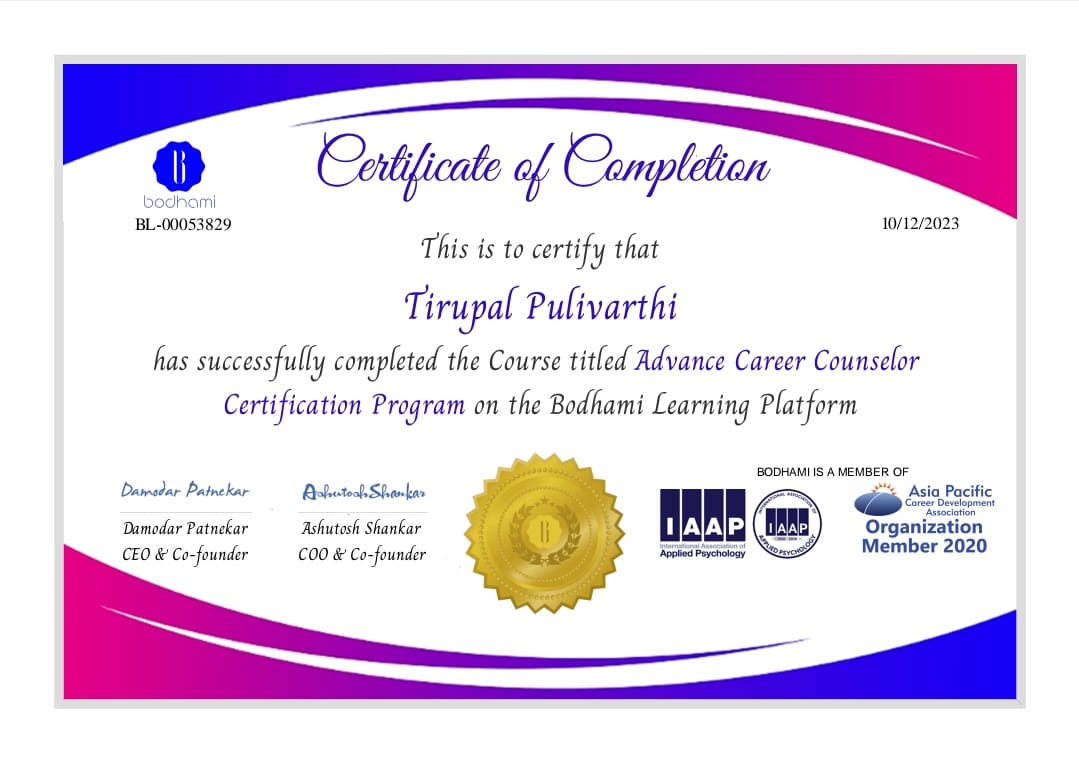 Certificate of Completion
bodhami
BL-00053829
10/12/2023
This is to certify that
Tirupal Pulivarthi
has successfully completed the Course titled Advance Career Counselor
Certification Program on the Bodhami Learning Platform
Damodar Patnekar
Damodar Patnekar
CEO & Co-founder
Ashutosh Shankar
Ashutosh Shankar
COO & Co-founder
BODHAMI IS A MEMBER OF
IAAP
International Association of
Applied Psychology
INTERNATIONAL ASSOCIATION OF
IAAP
APPLIED PSYCHOLOGY
Asia Pacific
Career Development
Association
Organization
Member 2020